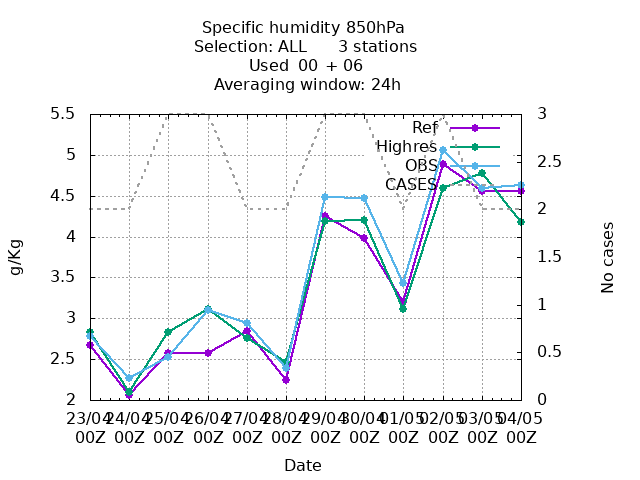 Specific humidity 850hPa
Selection: ALL 3 stations
Used 00 + 06
Averaging window: 24h
5.5
5
4.5
4
3.5
3
2.5
2
g/Kg
3
2.5
2
1.5
1
0.5
0
No cases
Ref
Highres
OBS
CASES
23/04 24/04 25/04 26/04 27/04 28/04 29/04 30/04 01/05 02/05 03/05 04/05
00Z 00Z 00Z 00Z 00Z 00Z 00Z 00Z 00Z 00Z 00Z 00Z
Date